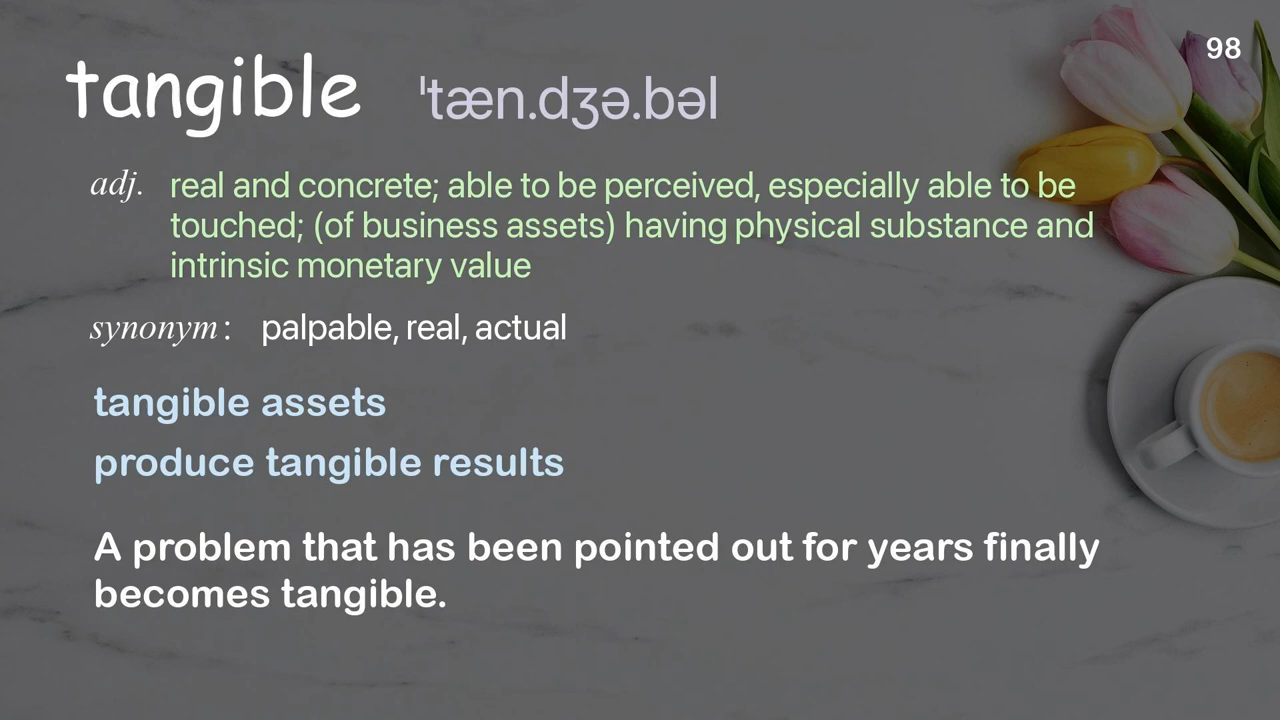 98
tangible ˈtæn.dʒə.bəl
adj. real and concrete; able to be perceived, especially able to be
touched; (of business assets) having physical substance and
intrinsic monetary value
synonym: palpable, real, actual
tangible assets
produce tangible results
A problem that has been pointed out for years finally
becomes tangible.